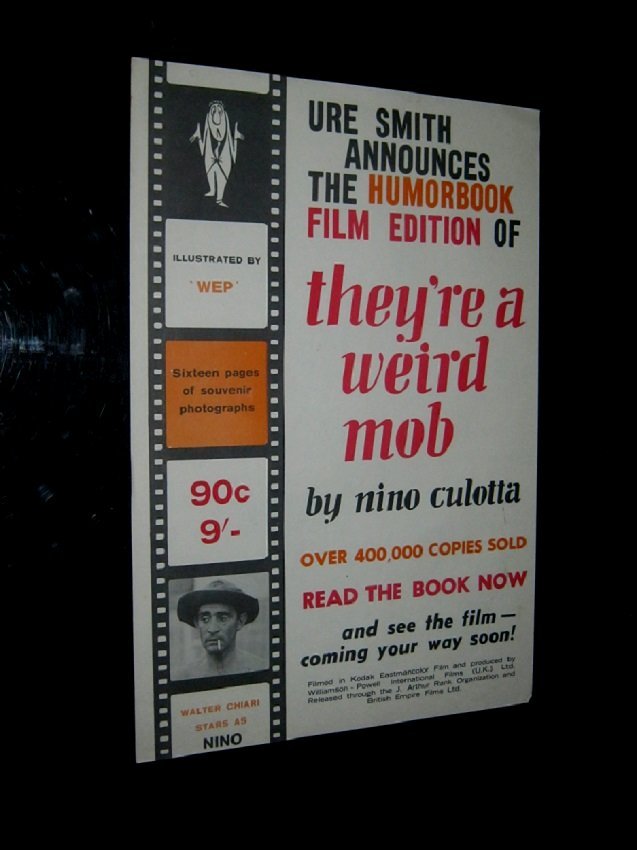 URE SMITH
ANNOUNCES
THE HUMORBOOK
FILM EDITION OF
they're a
weird
mob
by nino culotta
OVER 400,000 COPIES SOLD
READ THE BOOK NOW
and see the film—
coming your way soon!
Filmed in Kodak Eastmancolor Film and produced by
Williamson - Powell International Films (U.K.) Ltd.
Released through the J. Arthur Rank Organization and
British Empire Films Ltd.
ILLUSTRATED BY
'WEP'
Sixteen pages
of souvenir
photographs
90c
9/-
WALTER CHIARI
STARS AS
NINO